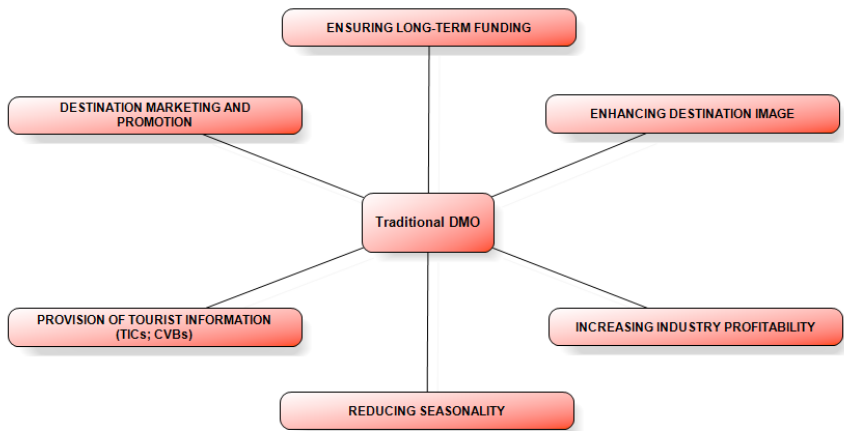 ENSURING LONG-TERM FUNDING
DESTINATION MARKETING AND
PROMOTION
ENHANCING DESTINATION IMAGE
Traditional DMO
PROVISION OF TOURIST INFORMATION
(TICs; CVBs)
INCREASING INDUSTRY PROFITABILITY
REDUCING SEASONALITY